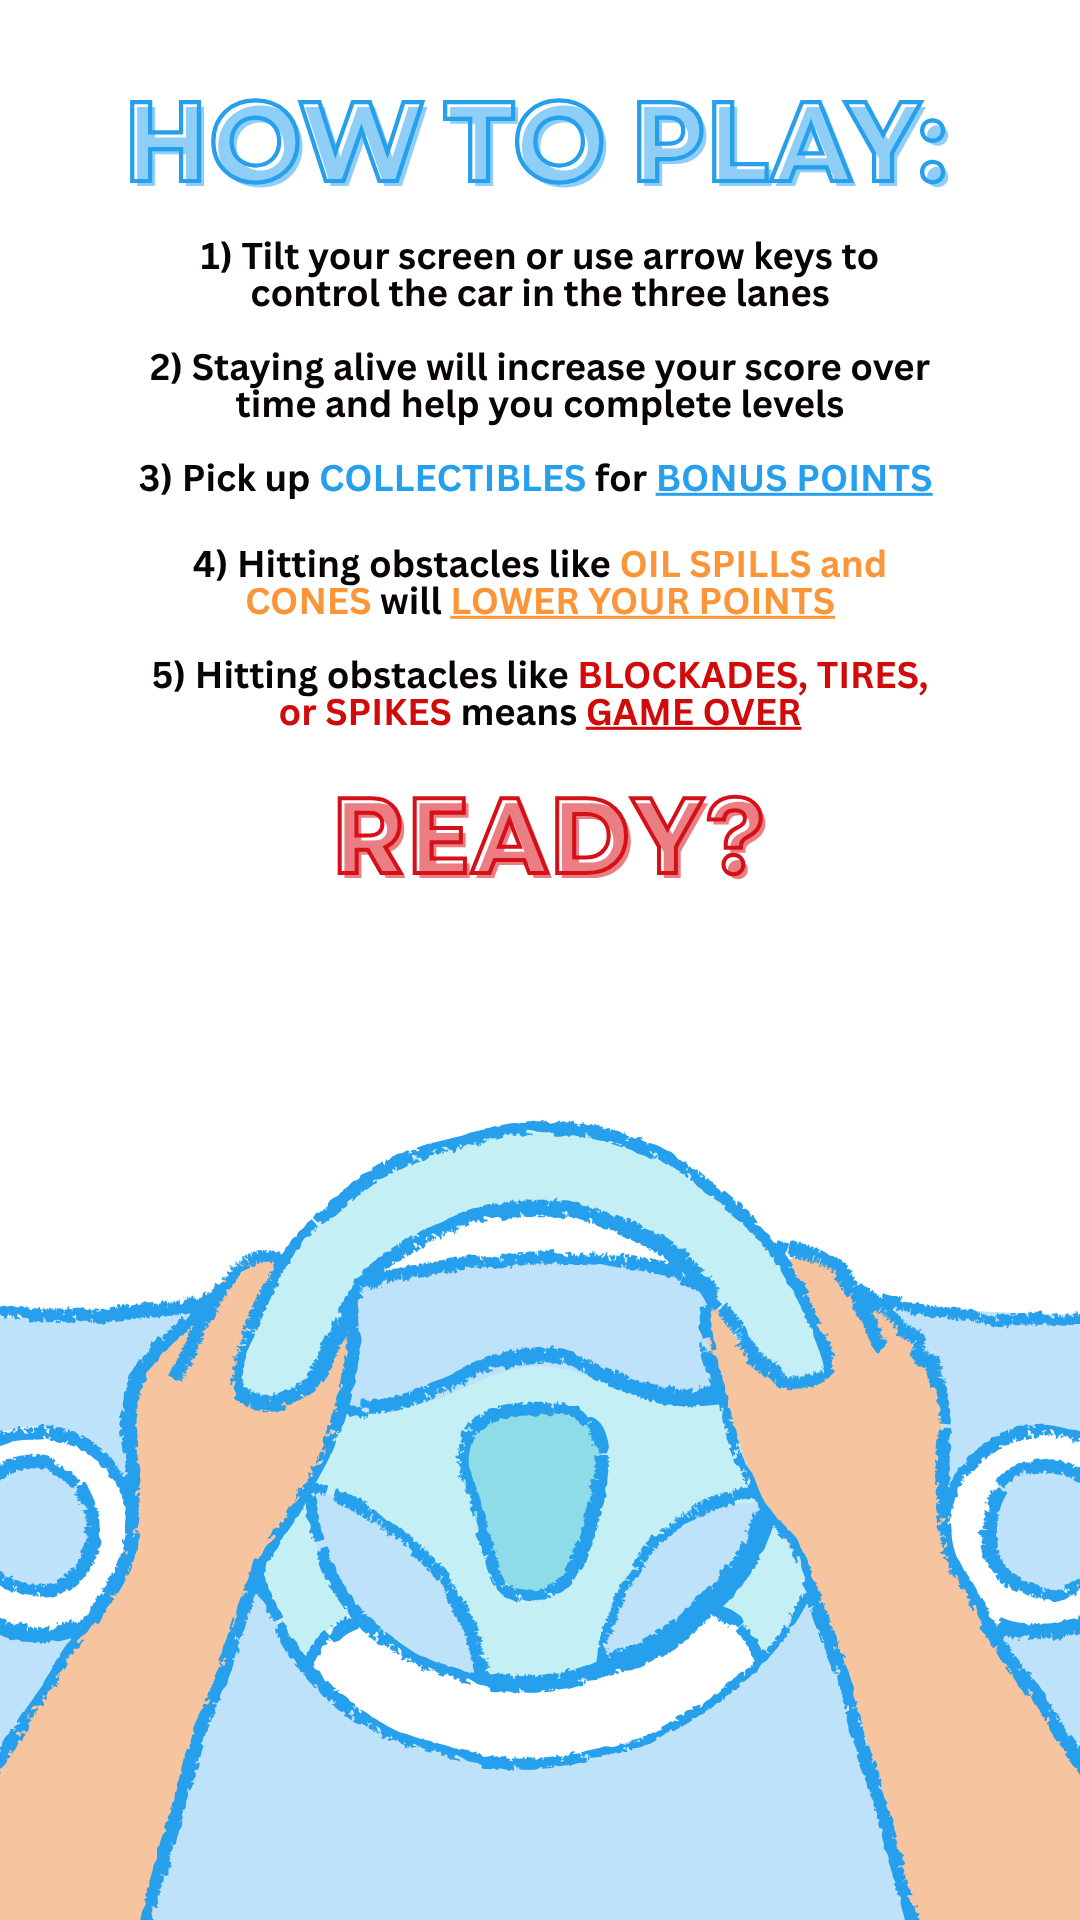 HOW TO PLAY:
1) Tilt your screen or use arrow keys to
control the car in the three lanes
2) Staying alive will increase your score over
time and help you complete levels
3) Pick up COLLECTIBLES for BONUS POINTS
4) Hitting obstacles like OIL SPILLS and
CONES will LOWER YOUR POINTS
5) Hitting obstacles like BLOCKADES, TIRES,
or SPIKES means GAME OVER
READY?